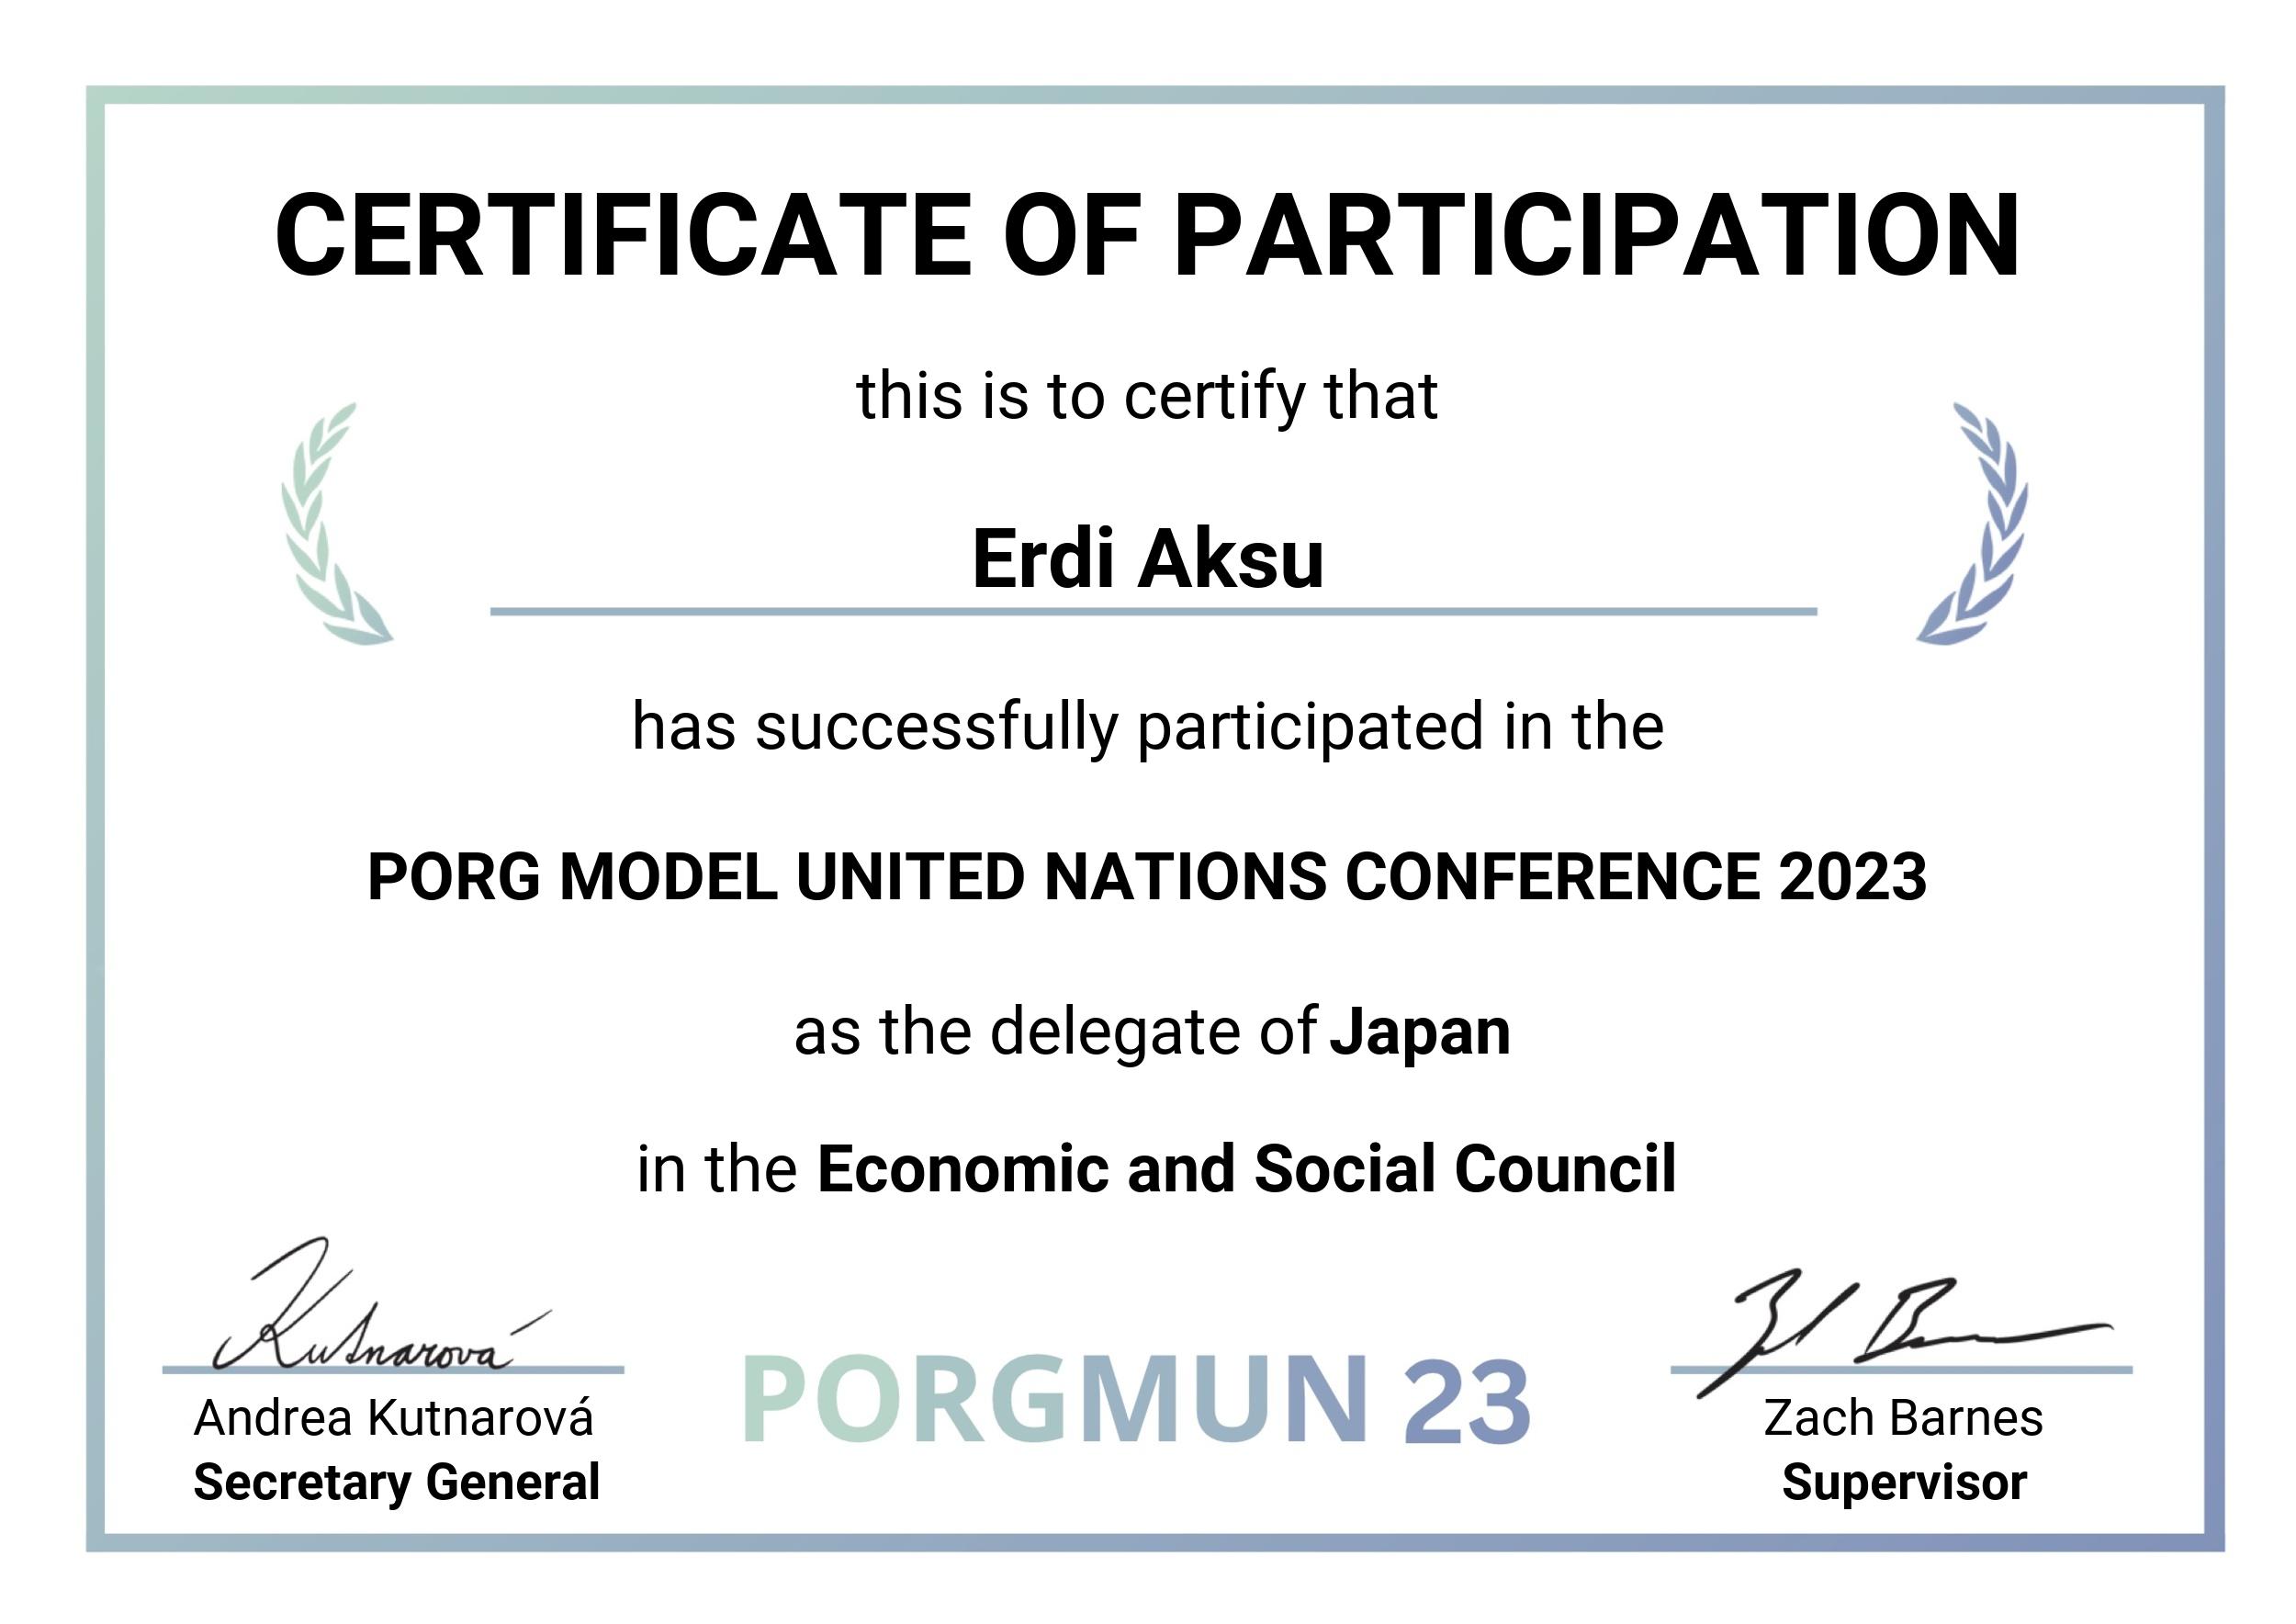 CERTIFICATE OF PARTICIPATION
this is to certify that
Erdi Aksu
has successfully participated in the
PORG MODEL UNITED NATIONS CONFERENCE 2023
as the delegate of Japan
in the Economic and Social Council
Kutnarová
Andrea Kutnarová
Secretary General
PORGMUN 23
Zach Barnes
Supervisor